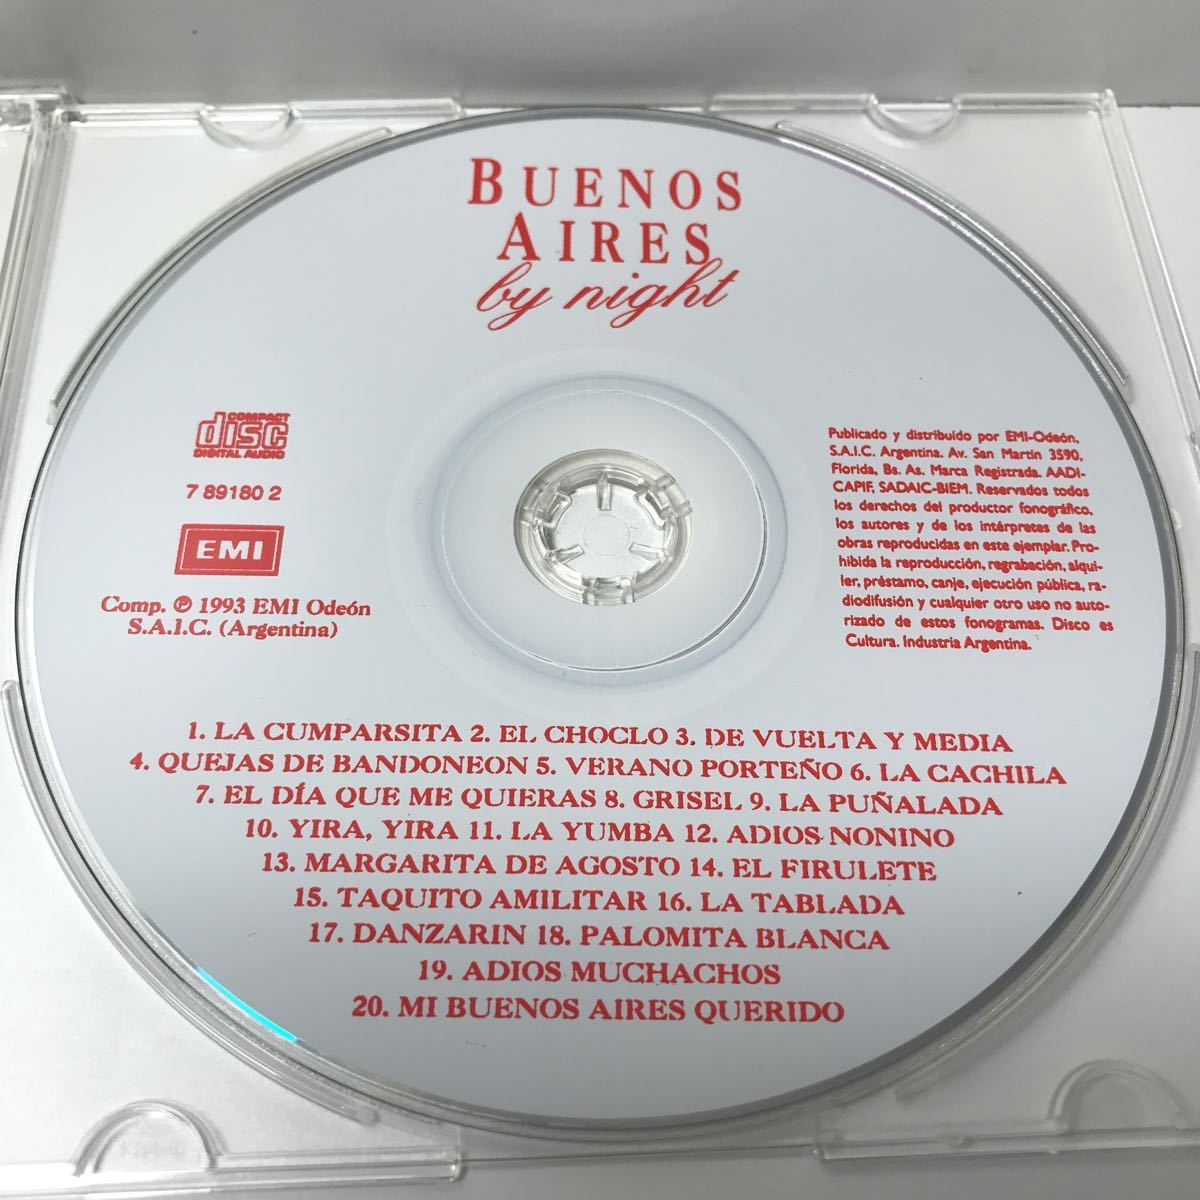 BUENOS
AIRES
by night
COMPACT
disc
DIGITAL AUDIO
7 89180 2
EMI
Comp. ℗ 1993 EMI Odeón
S.A.I.C. (Argentina)
Publicado y distribuído por EMI-Odeón,
S.A.I.C. Argentina. Av. San Martín 3590,
Florida, Bs. As. Marca Registrada. AADI-
CAPIF, SADAIC-BIEM. Reservados todos
los derechos del productor fonográfico,
los autores y de los intérpretes de las
obras reproducidas en este ejemplar. Pro-
hibida la reproducción, regrabación, alqui-
ler, préstamo, canje, ejecución pública, ra-
diodifusión y cualquier otro uso no auto-
rizado de estos fonogramas. Disco es
Cultura. Industria Argentina.
1. LA CUMPARSITA 2. EL CHOCLO 3. DE VUELTA Y MEDIA
4. QUEJAS DE BANDONEON 5. VERANO PORTEÑO 6. LA CACHILA
7. EL DÍA QUE ME QUIERAS 8. GRISEL 9. LA PUÑALADA
10. YIRA, YIRA 11. LA YUMBA 12. ADIOS NONINO
13. MARGARITA DE AGOSTO 14. EL FIRULETE
15. TAQUITO AMILITAR 16. LA TABLADA
17. DANZARIN 18. PALOMITA BLANCA
19. ADIOS MUCHACHOS
20. MI BUENOS AIRES QUERIDO